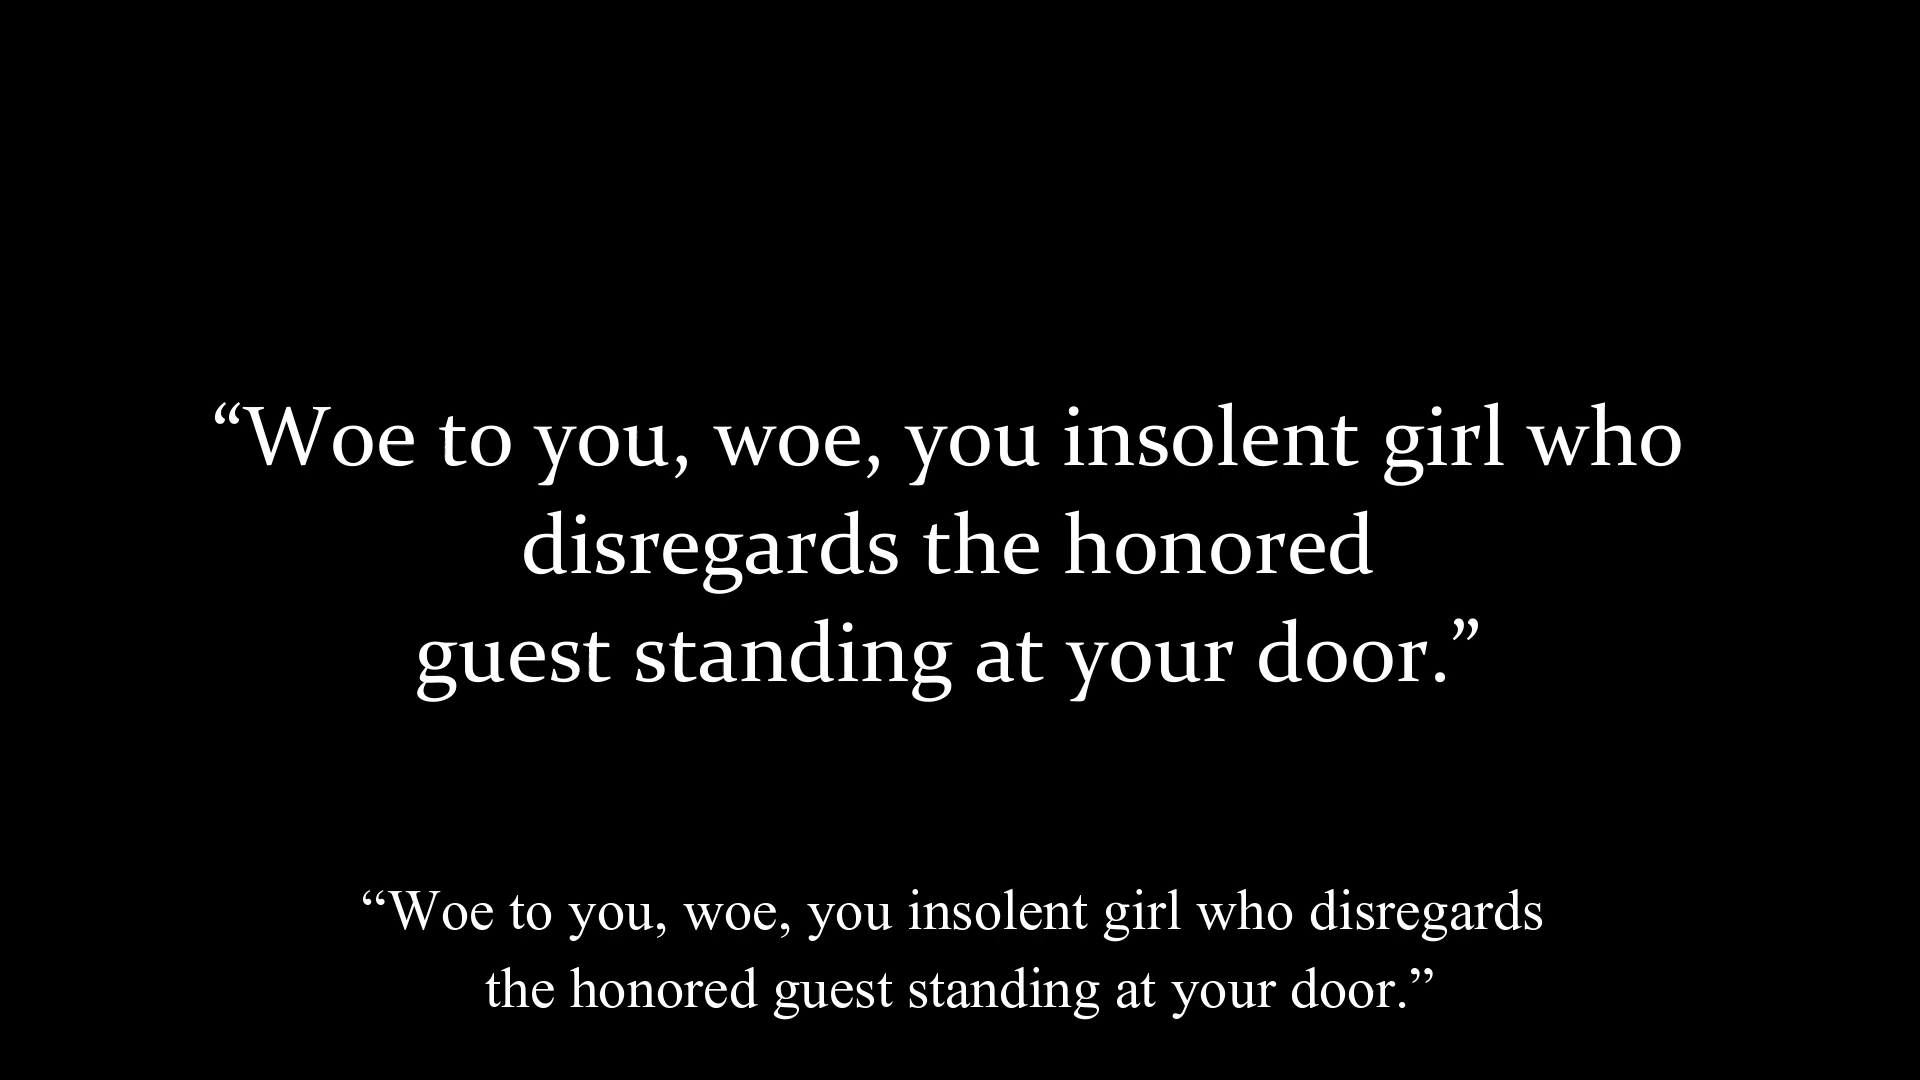 “Woe to you, woe, you insolent girl who
disregards the honored
guest standing at your door.”
“Woe to you, woe, you insolent girl who disregards
the honored guest standing at your door.”